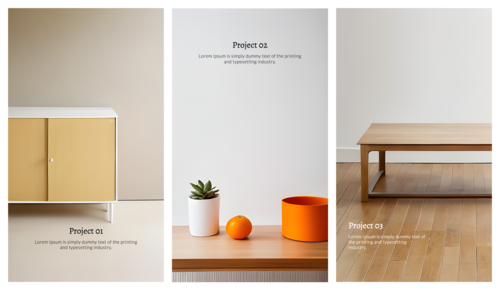 Project 01
Lorem Ipsum is simply dummy text of the printing
and typesetting industry.
Project 02
Lorem Ipsum is simply dummy text of the printing
and typesetting industry.
Project 03
Lorem Ipsum is simply dummy text of
the printing and typesetting
industry.